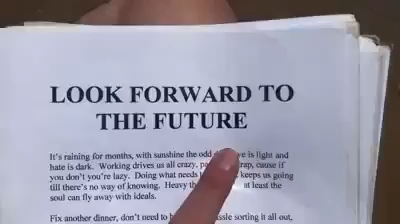 LOOK FORWARD TO
THE FUTURE
It's raining for months, with sunshine the odd is light and
hate is dark. Working drives us all crazy, cause if
you don't you're lazy. Doing what needs keeps us going
till there's no way of knowing. Heavy at least the
soul can fly away with ideals.
Fix another dinner, don't need to sorting it all out,